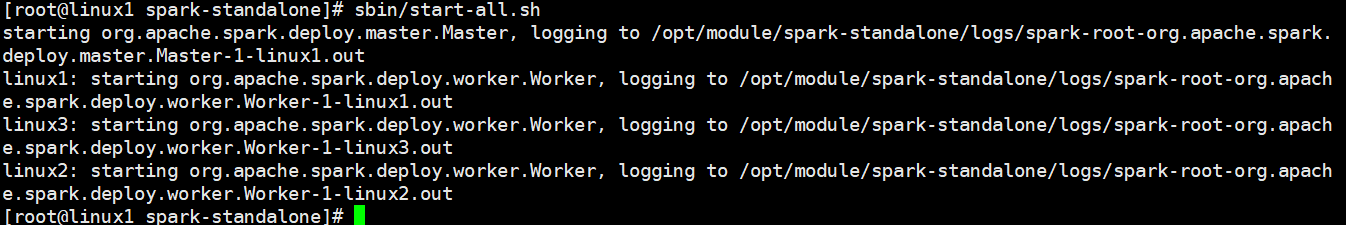 [root@linux1 spark-standalone]# sbin/start-all.sh
starting org.apache.spark.deploy.master.Master, logging to /opt/module/spark-standalone/logs/spark-root-org.apache.spark.
deploy.master.Master-1-linux1.out
linux1: starting org.apache.spark.deploy.worker.Worker, logging to /opt/module/spark-standalone/logs/spark-root-org.apach
e.spark.deploy.worker.Worker-1-linux1.out
linux3: starting org.apache.spark.deploy.worker.Worker, logging to /opt/module/spark-standalone/logs/spark-root-org.apach
e.spark.deploy.worker.Worker-1-linux3.out
linux2: starting org.apache.spark.deploy.worker.Worker, logging to /opt/module/spark-standalone/logs/spark-root-org.apach
e.spark.deploy.worker.Worker-1-linux2.out
[root@linux1 spark-standalone]#